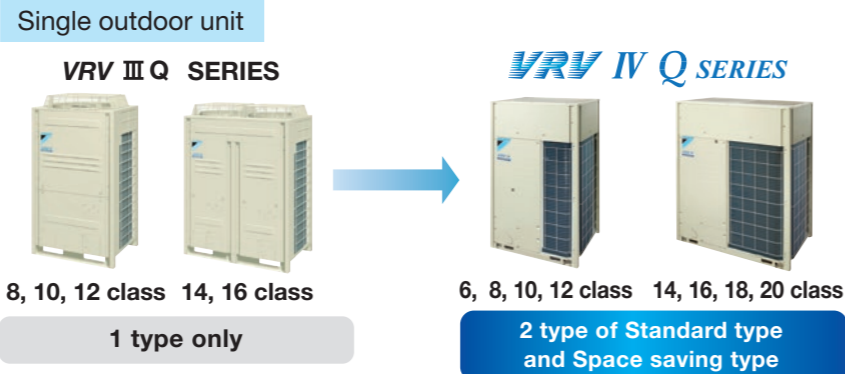 Single outdoor unit
VRV Ⅲ Q SERIES
VRV IV Q SERIES
8, 10, 12 class 14, 16 class
6, 8, 10, 12 class 14, 16, 18, 20 class
1 type only
2 type of Standard type
and Space saving type